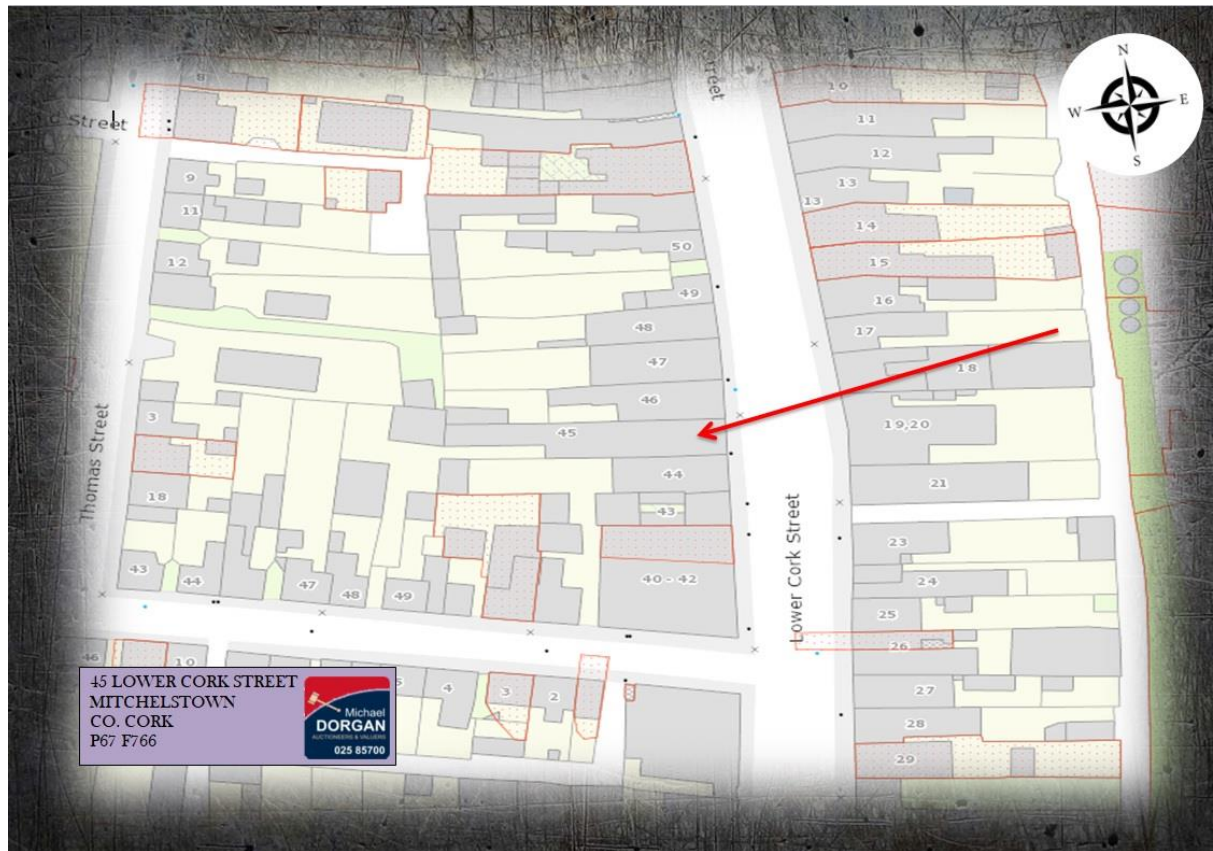 N
W
E
S
8
Street
9
11
12
3
18
43
44
47
48
49
Thomas Street
Street
50
49
48
47
46
45
44
43
40 - 42
Lower Cork Street
10
11
12
13
13
14
15
16
17
18
19,20
21
23
24
25
26
27
28
29
46
10
4
3
2
45 LOWER CORK STREET
MITCHELSTOWN
CO. CORK
P67 F766
Michael
DORGAN
AUCTIONEERS & VALUERS
025 85700